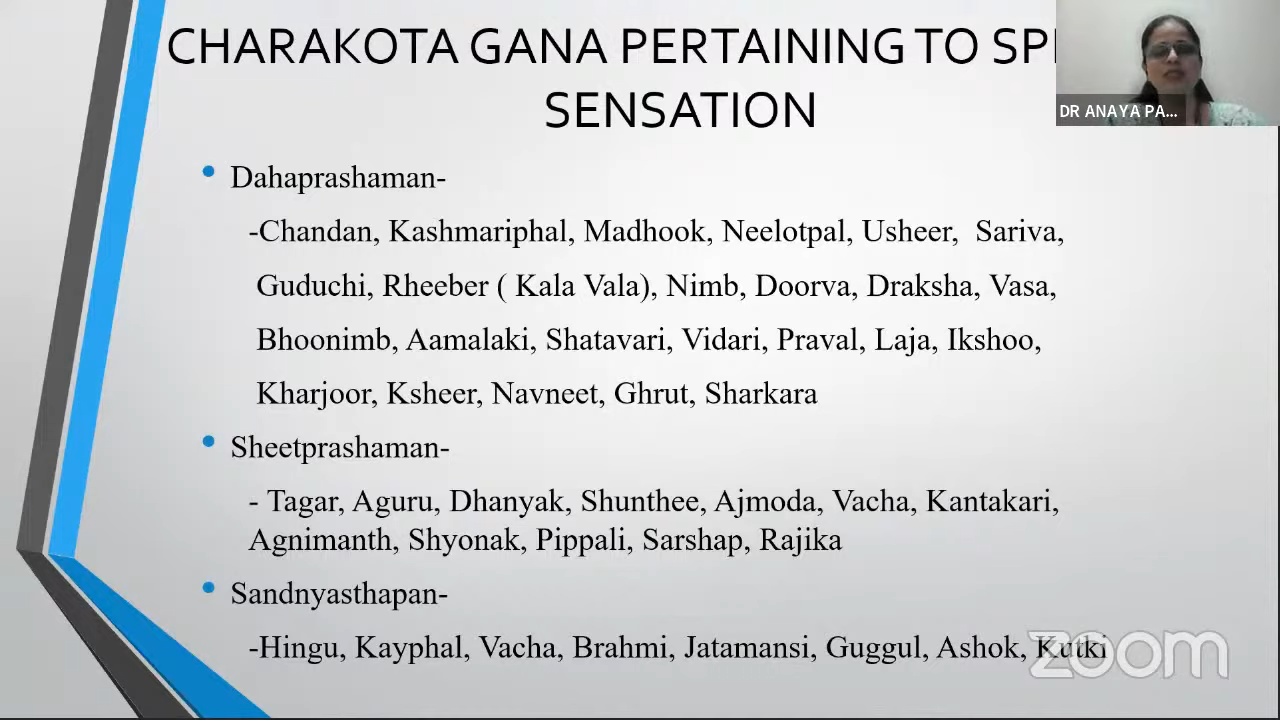 CHARAKOTA GANA PERTAINING TO
SENSATION
DR ANAYA PA...
• Dahaprashaman-
-Chandan, Kashmariphal, Madhook, Neelotpal, Usheer, Sariva,
Guduchi, Rheeber ( Kala Vala), Nimb, Doorva, Draksha, Vasa,
Bhoonimb, Aamalaki, Shatavari, Vidari, Praval, Laja, Ikshoo,
Kharjoor, Ksheer, Navneet, Ghrut, Sharkara
• Sheetprashaman-
- Tagar, Aguru, Dhanyak, Shunthee, Ajmoda, Vacha, Kantakari,
Agnimanth, Shyonak, Pippali, Sarshap, Rajika
• Sandnyasthapan-
-Hingu, Kayphal, Vacha, Brahmi, Jatamansi, Guggul, Ashok, Kutki
zoom